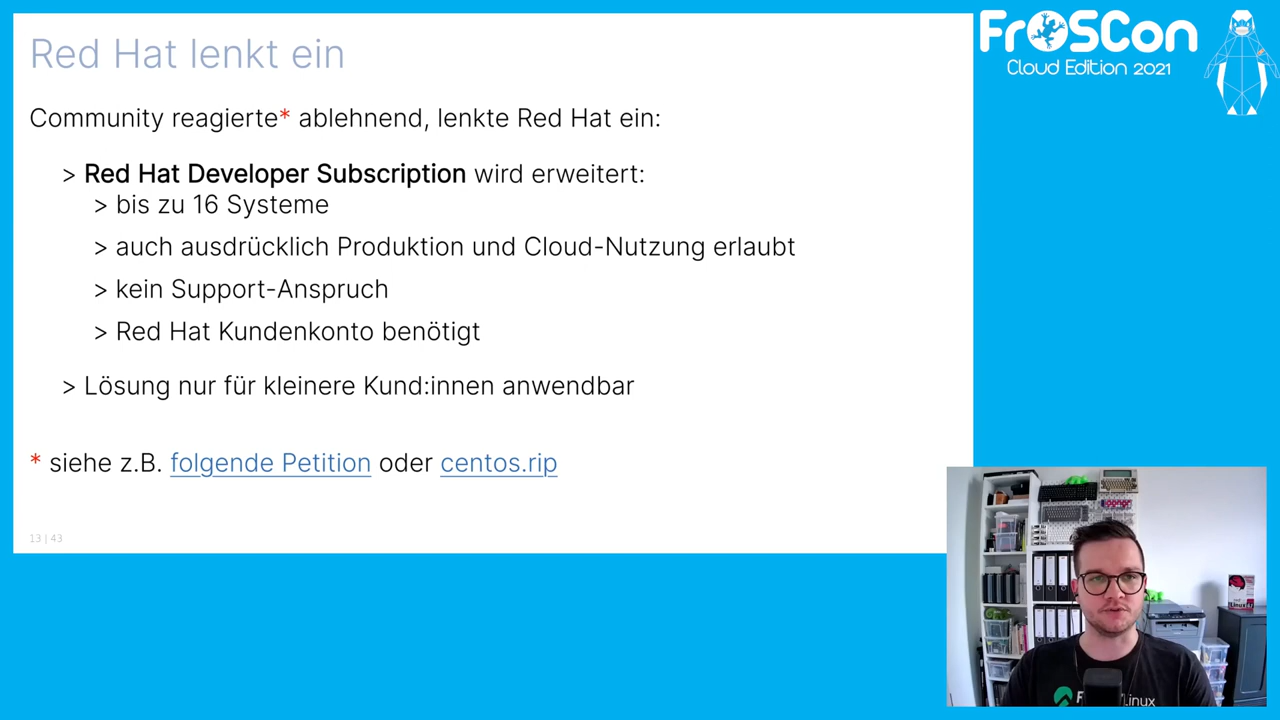 Red Hat lenkt ein
FrOSCon
Cloud Edition 2021
Community reagierte* ablehnend, lenkte Red Hat ein:
> Red Hat Developer Subscription wird erweitert:
> bis zu 16 Systeme
> auch ausdrücklich Produktion und Cloud-Nutzung erlaubt
> kein Support-Anspruch
> Red Hat Kundenkonto benötigt
> Lösung nur für kleinere Kund:innen anwendbar
* siehe z.B. folgende Petition oder centos.rip
13 | 43